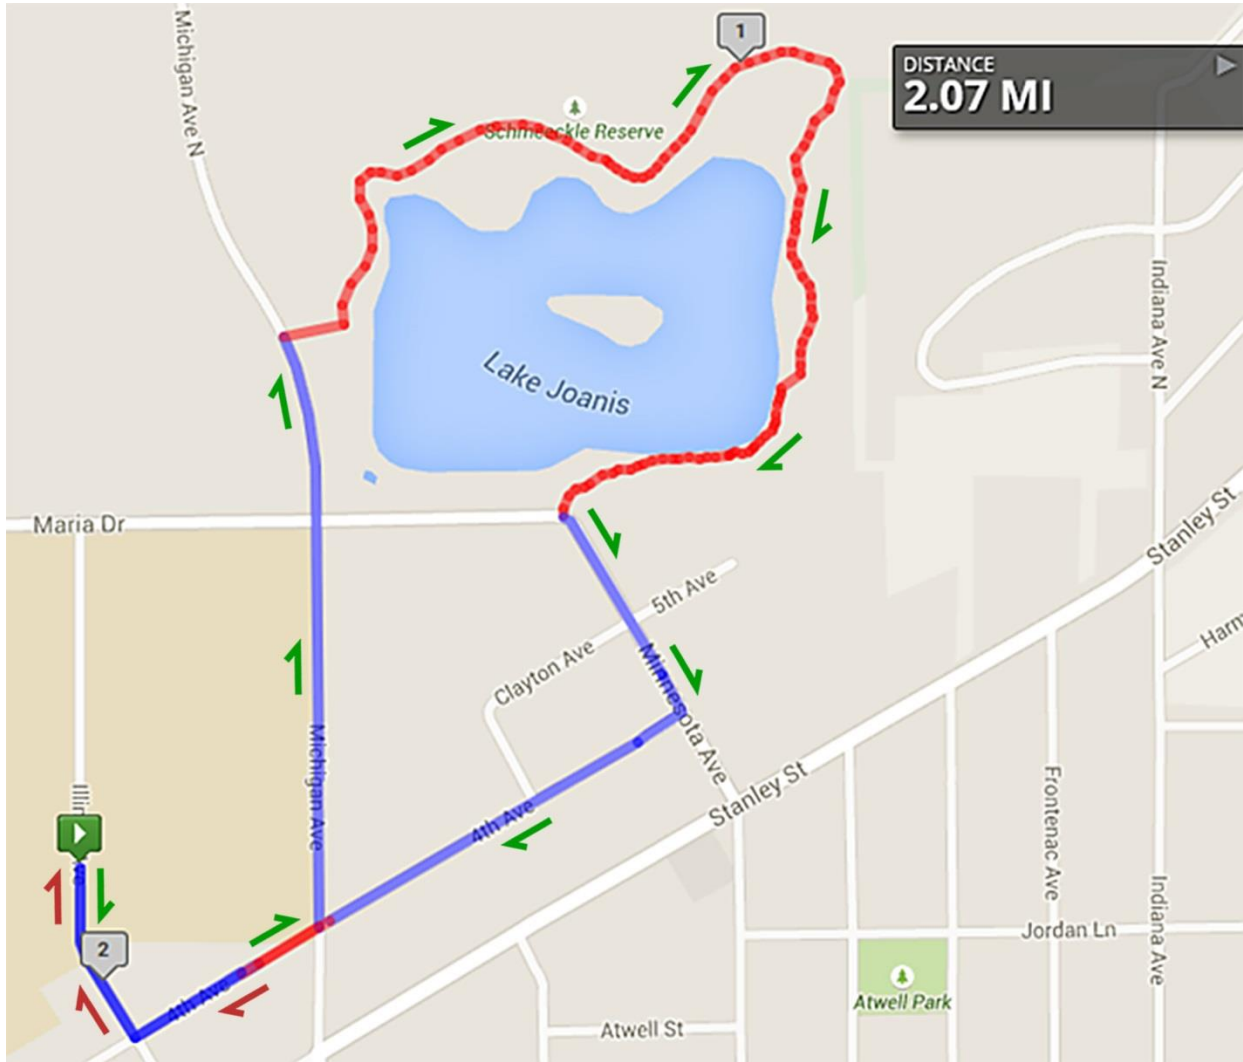 Michigan Ave N
1
DISTANCE
2.07 MI
Schmeeckle Reserve
Indiana Ave N
Lake Joanis
Maria Dr
Stanley St
5th Ave
Clayton Ave
Harm
Minnesota Ave
Michigan Ave
Stanley St
4th Ave
Frontenac Ave
Indiana Ave
Jordan Ln
2
4th Ave
Atwell Park
Atwell St